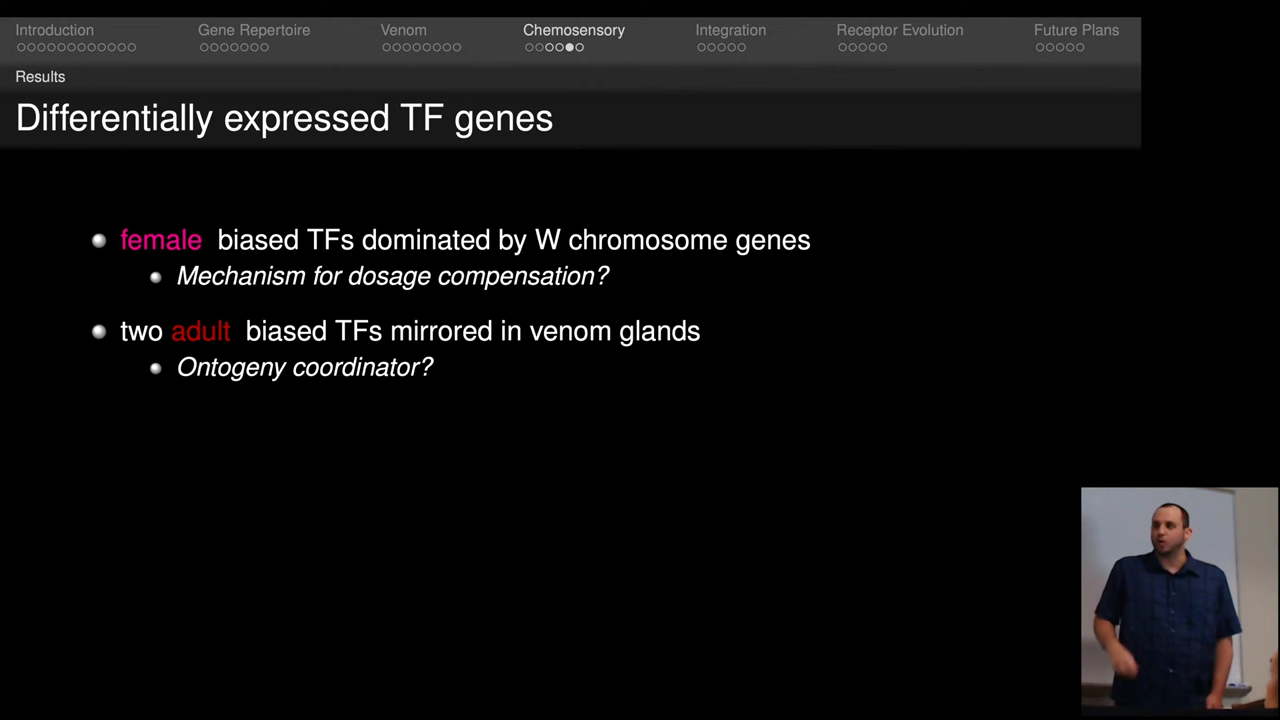 Introduction Gene Repertoire Venom Chemosensory Integration Receptor Evolution Future Plans
Results
Differentially expressed TF genes
female biased TFs dominated by W chromosome genes
Mechanism for dosage compensation?
two adult biased TFs mirrored in venom glands
Ontogeny coordinator?